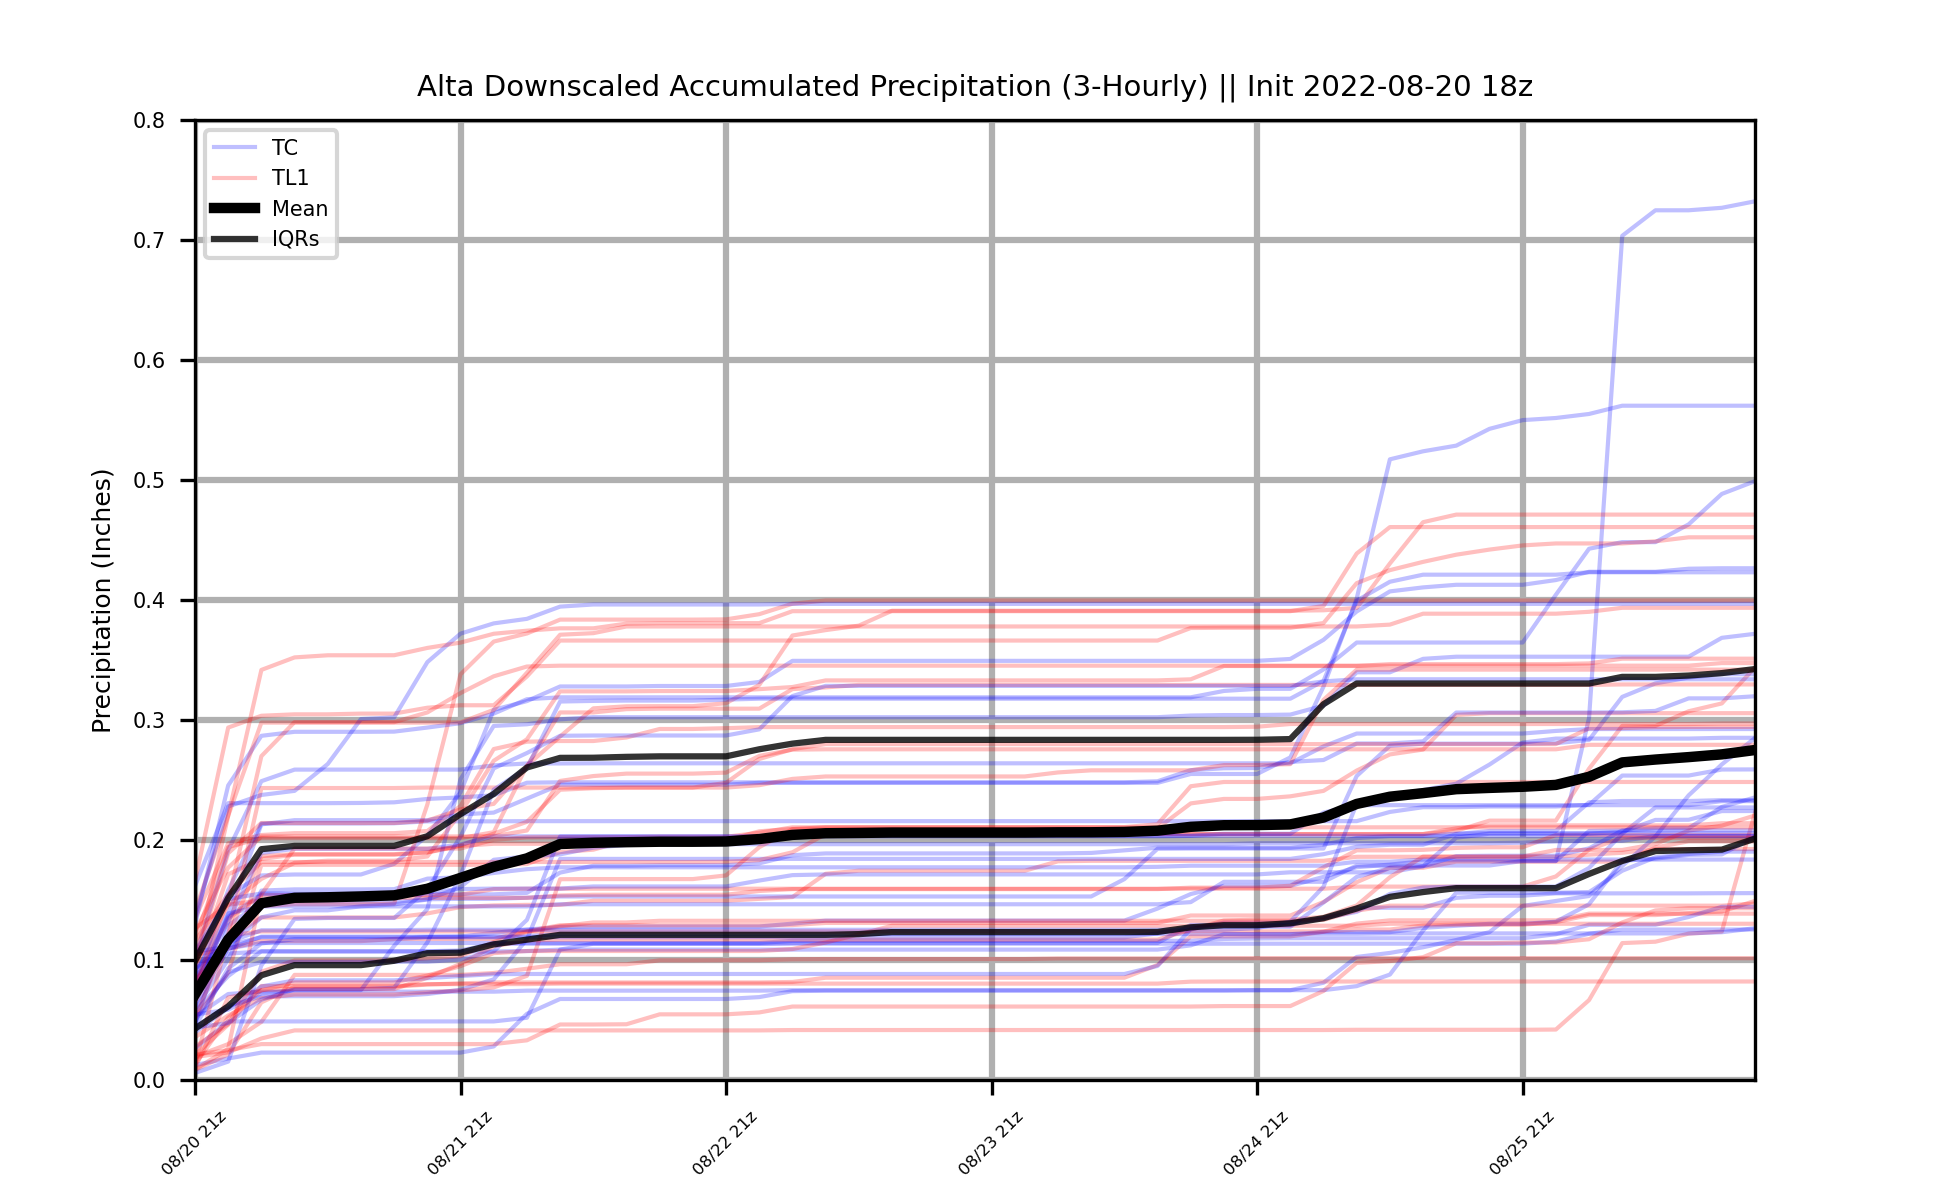 Alta Downscaled Accumulated Precipitation (3-Hourly) || Init 2022-08-20 18z
TC
TL1
Mean
IQRs
Precipitation (Inches)
0.8
0.7
0.6
0.5
0.4
0.3
0.2
0.1
0.0
08/20 21z
08/21 21z
08/22 21z
08/23 21z
08/24 21z
08/25 21z